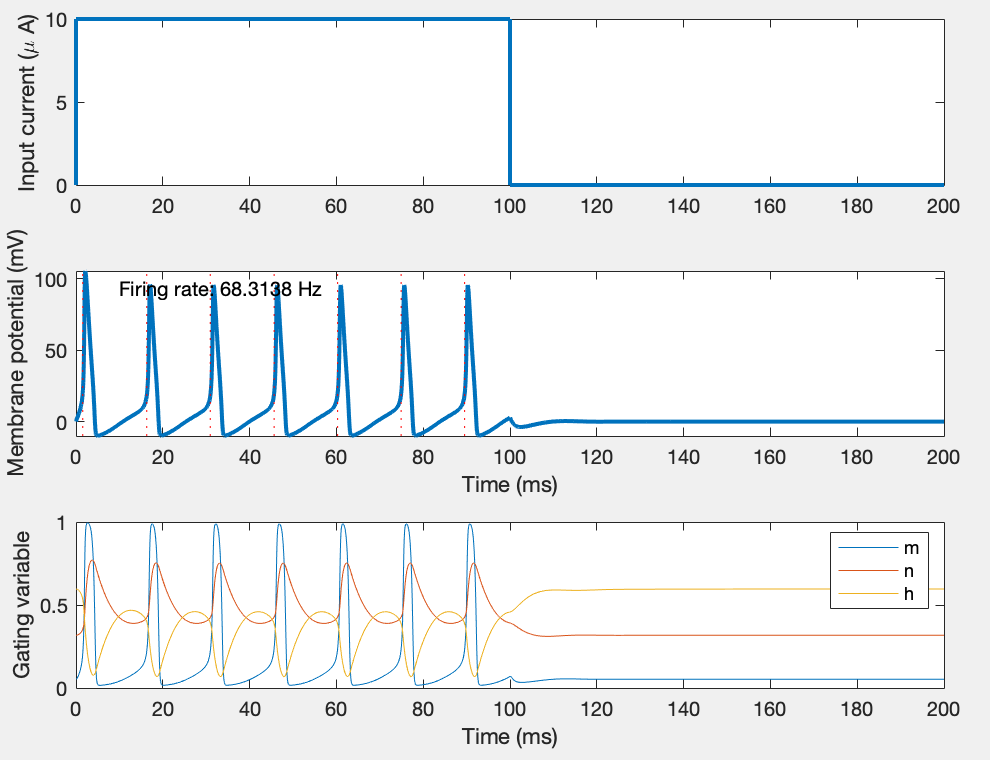 Input current (μ A)
10
5
0
0 20 40 60 80 100 120 140 160 180 200
Membrane potential (mV)
100
50
0
Firing rate: 68.3138 Hz
0 20 40 60 80 100 120 140 160 180 200
Time (ms)
Gating variable
1
0.5
0
m
n
h
0 20 40 60 80 100 120 140 160 180 200
Time (ms)